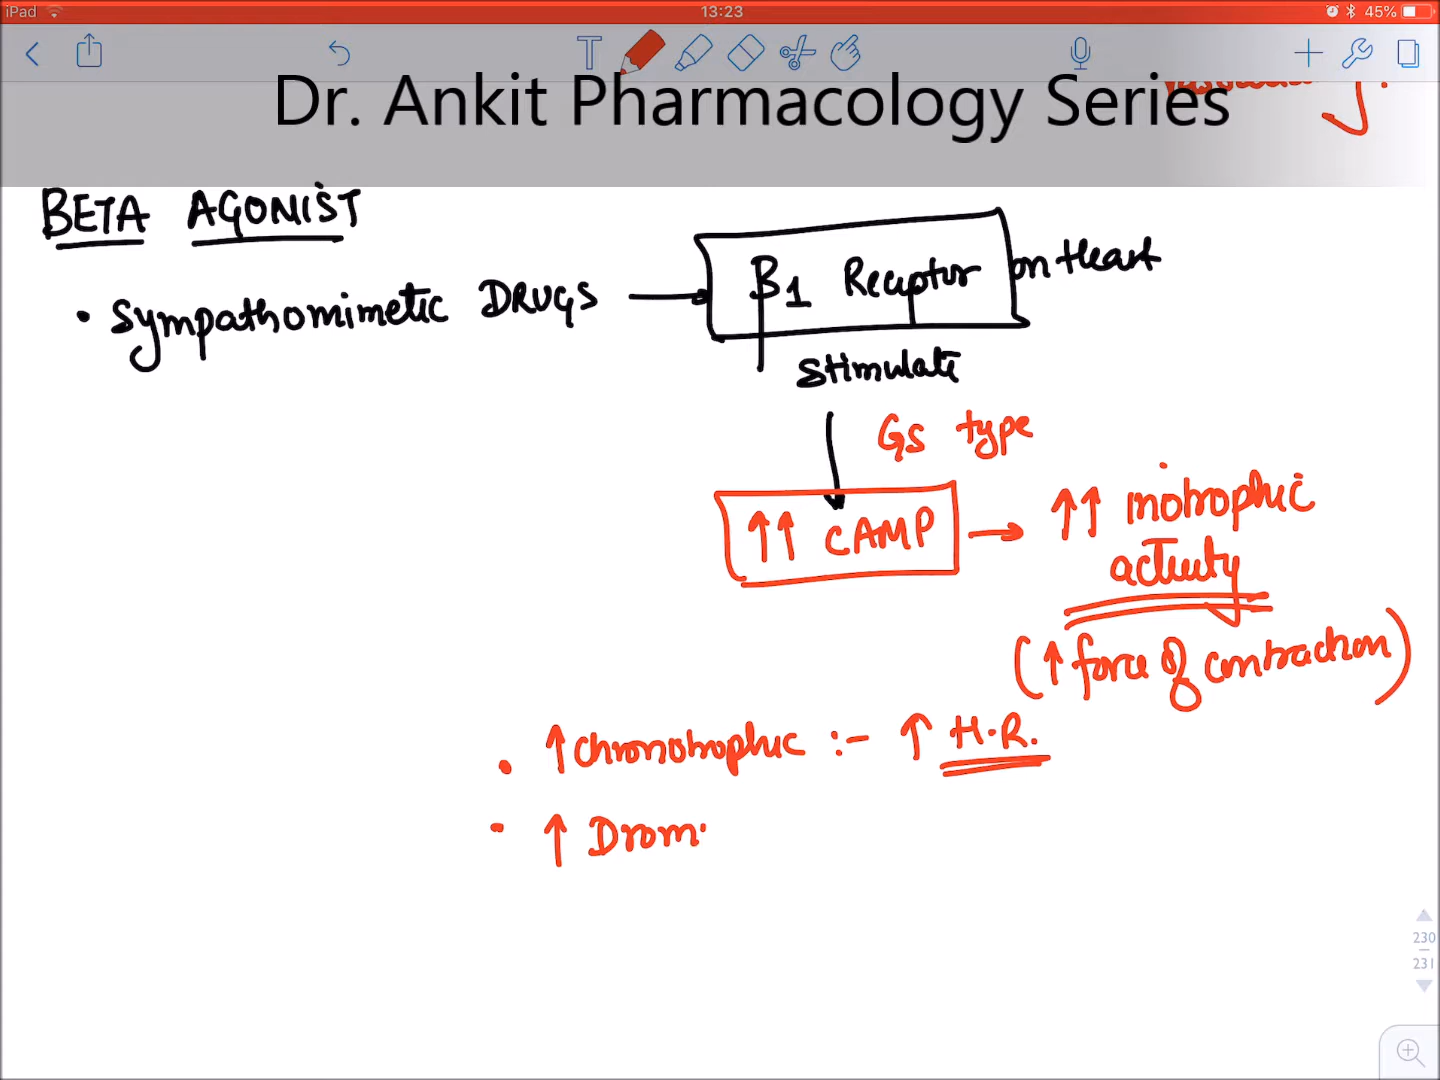 iPad 13:23 45%
T
Dr. Ankit Pharmacology Series
BETA AGONIST
• Sympathomimetic DRUGS → β1 Receptor on Heart
stimulate
GS type
↑↑ CAMP → ↑↑ inotrophic
activity
(↑ force of contraction)
• ↑ chronotrophic :- ↑ H.R.
• ↑ Drom
230
231